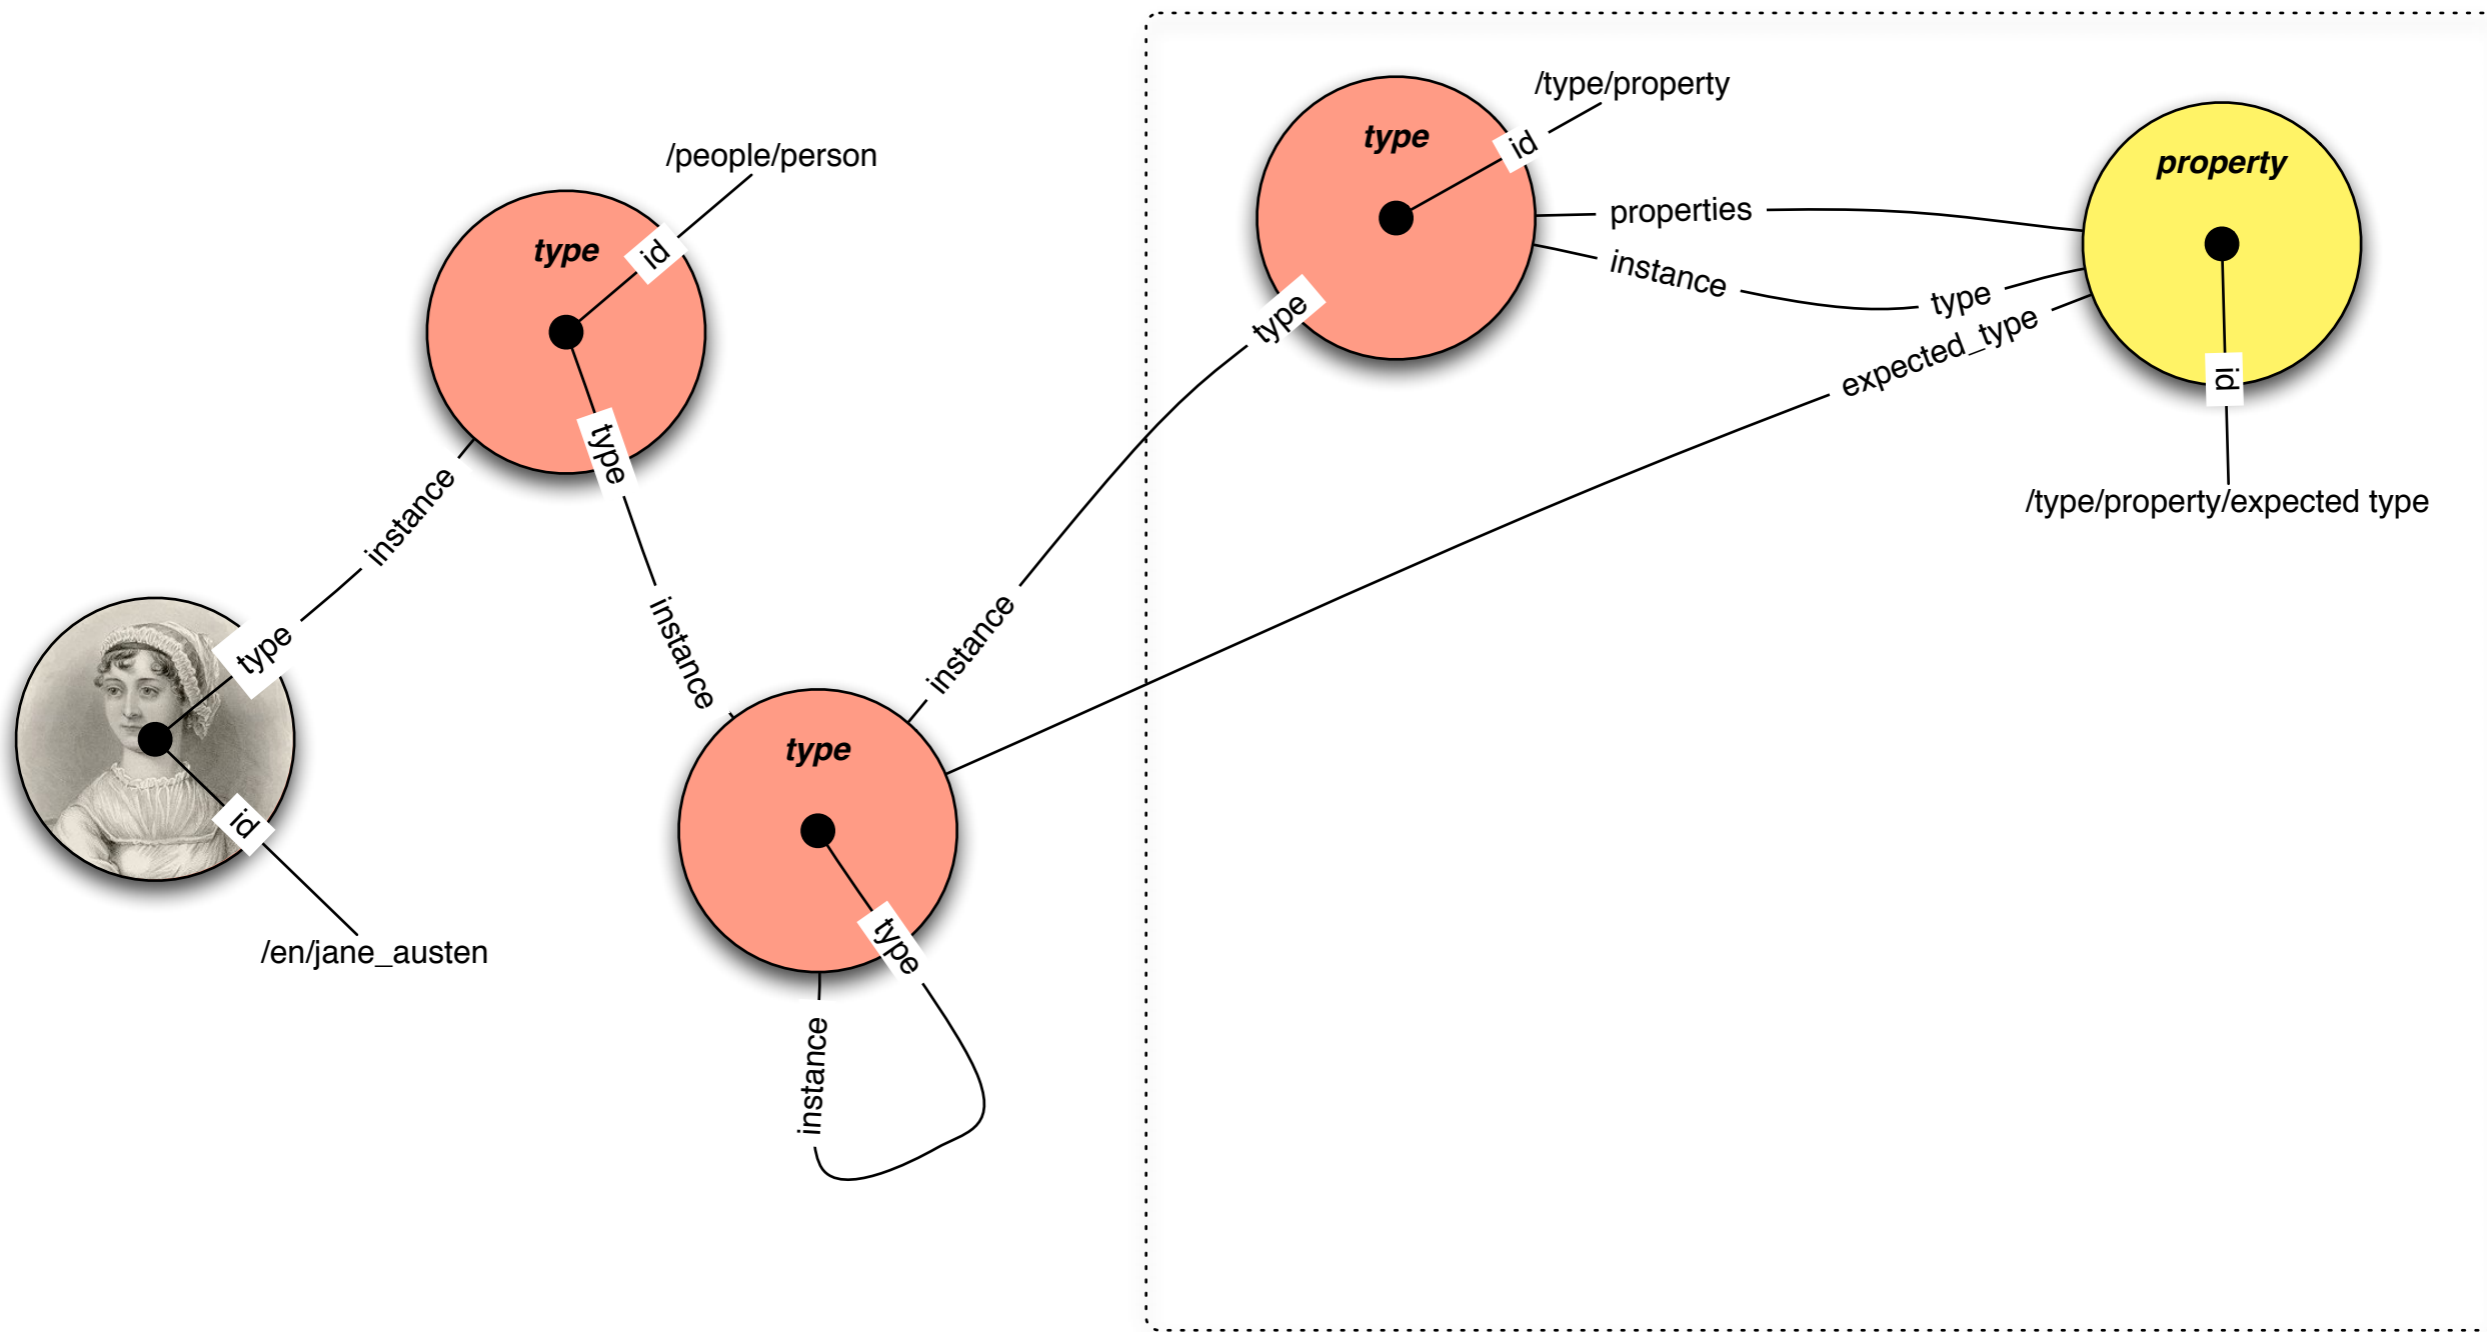 /people/person
type
id
type
instance
instance
type
id
/en/jane_austen
type
type
instance
instance
type
/type/property
id
type
properties
instance
type
expected_type
property
id
/type/property/expected type